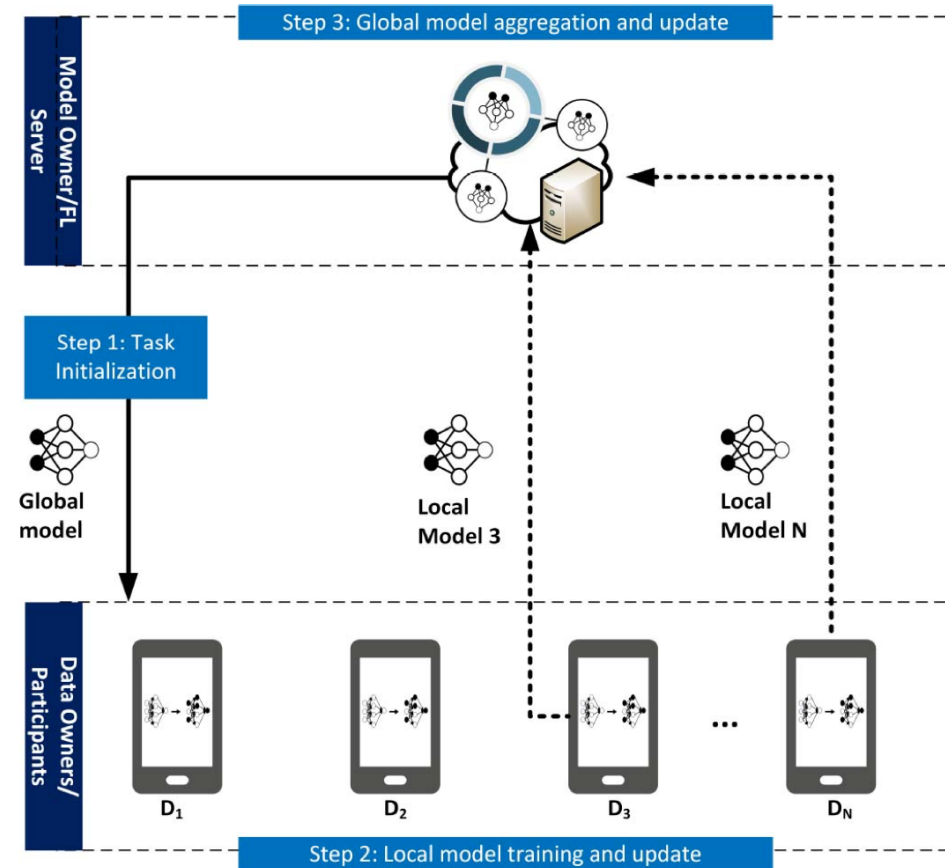 Step 3: Global model aggregation and update
Model Owner/FL
Server
Step 1: Task
Initialization
Global
model
Local
Model 3
Local
Model N
Data Owners/
Participants
...
D₁
D₂
D₃
D_N
Step 2: Local model training and update